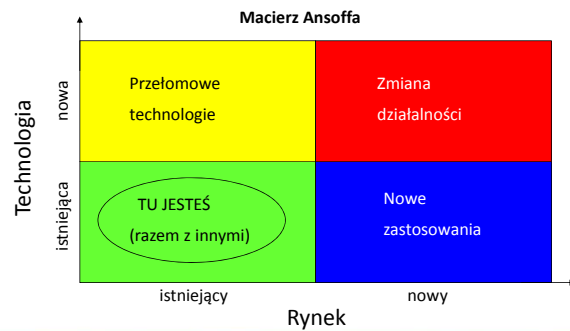 Macierz Ansoffa
Technologia
nowa
istniejąca
Przełomowe
technologie
Zmiana
działalności
TU JESTEŚ
(razem z innymi)
Nowe
zastosowania
istniejący
nowy
Rynek